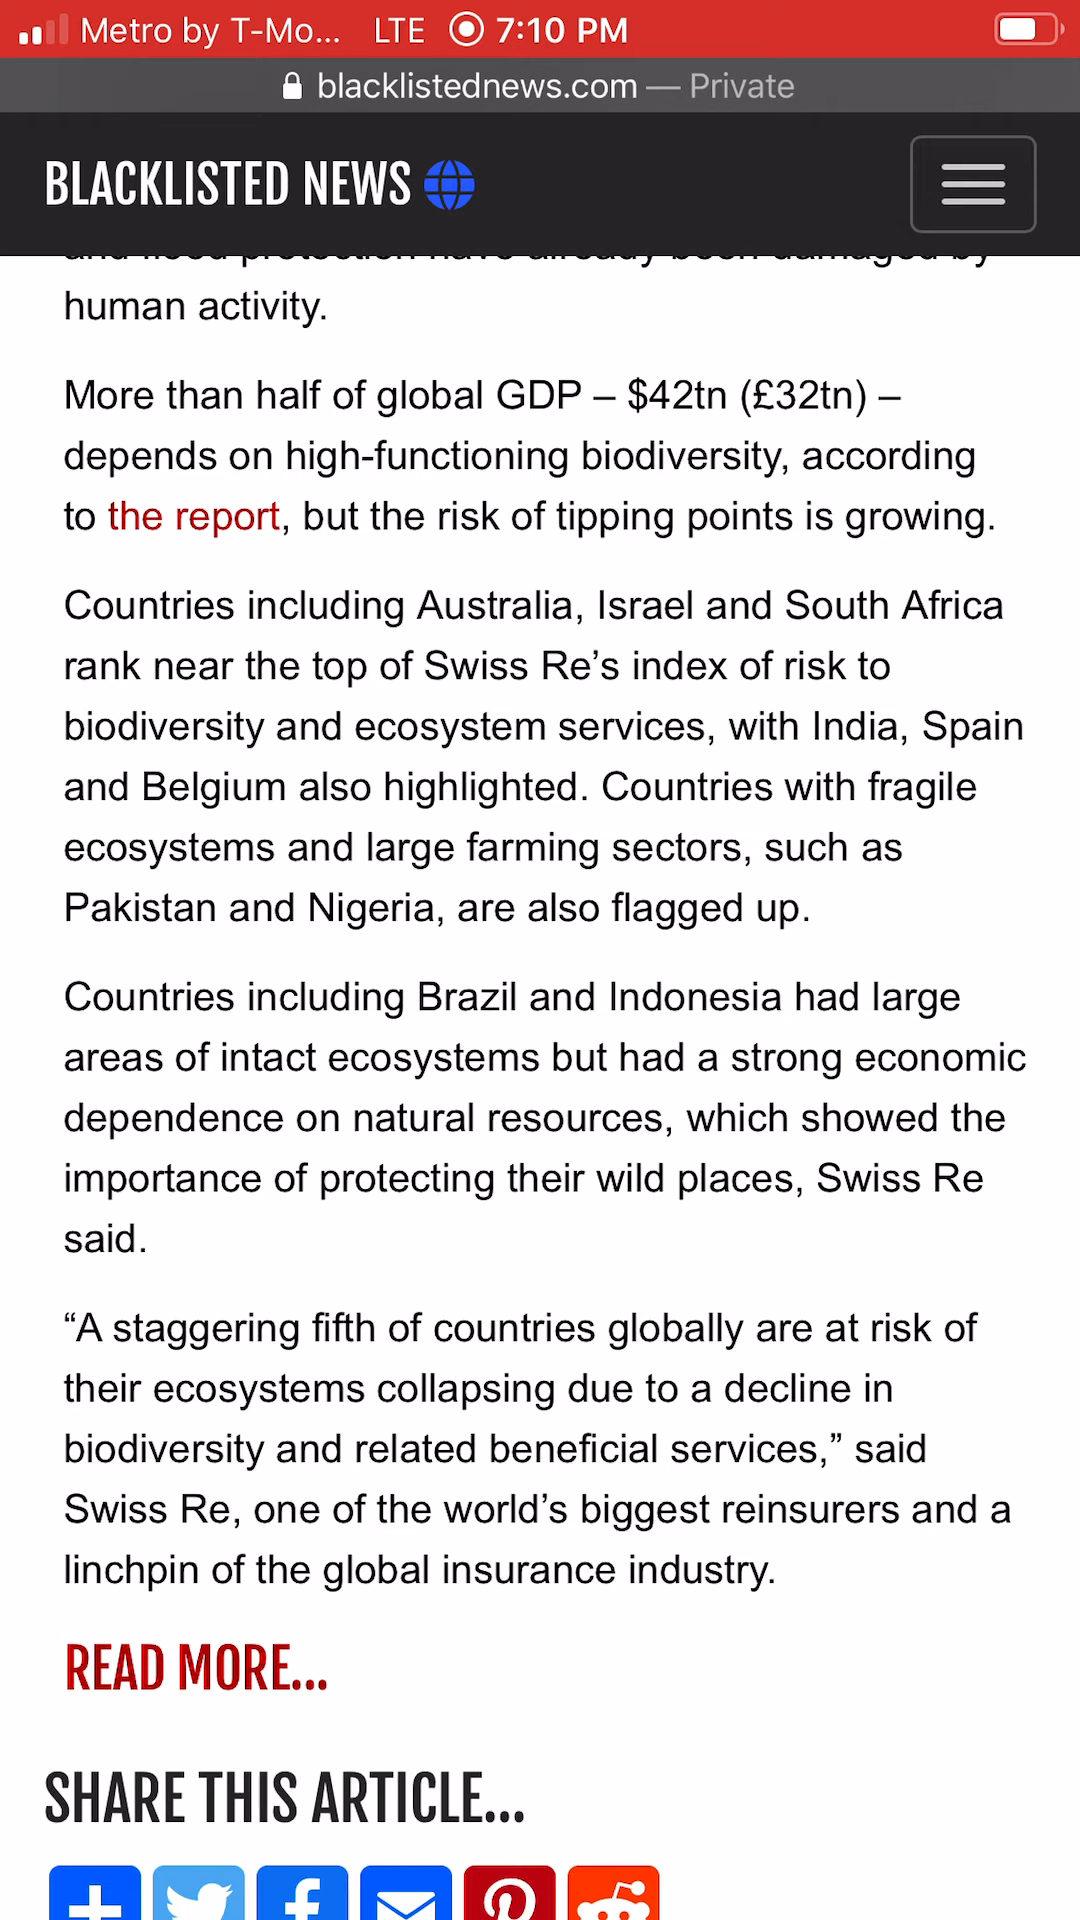 Metro by T-Mo... LTE 7:10 PM
blacklistednews.com — Private
BLACKLISTED NEWS
and flood protection have already been damaged by
human activity.
More than half of global GDP – $42tn (£32tn) –
depends on high-functioning biodiversity, according
to the report, but the risk of tipping points is growing.
Countries including Australia, Israel and South Africa
rank near the top of Swiss Re’s index of risk to
biodiversity and ecosystem services, with India, Spain
and Belgium also highlighted. Countries with fragile
ecosystems and large farming sectors, such as
Pakistan and Nigeria, are also flagged up.
Countries including Brazil and Indonesia had large
areas of intact ecosystems but had a strong economic
dependence on natural resources, which showed the
importance of protecting their wild places, Swiss Re
said.
“A staggering fifth of countries globally are at risk of
their ecosystems collapsing due to a decline in
biodiversity and related beneficial services,” said
Swiss Re, one of the world’s biggest reinsurers and a
linchpin of the global insurance industry.
READ MORE...
SHARE THIS ARTICLE...